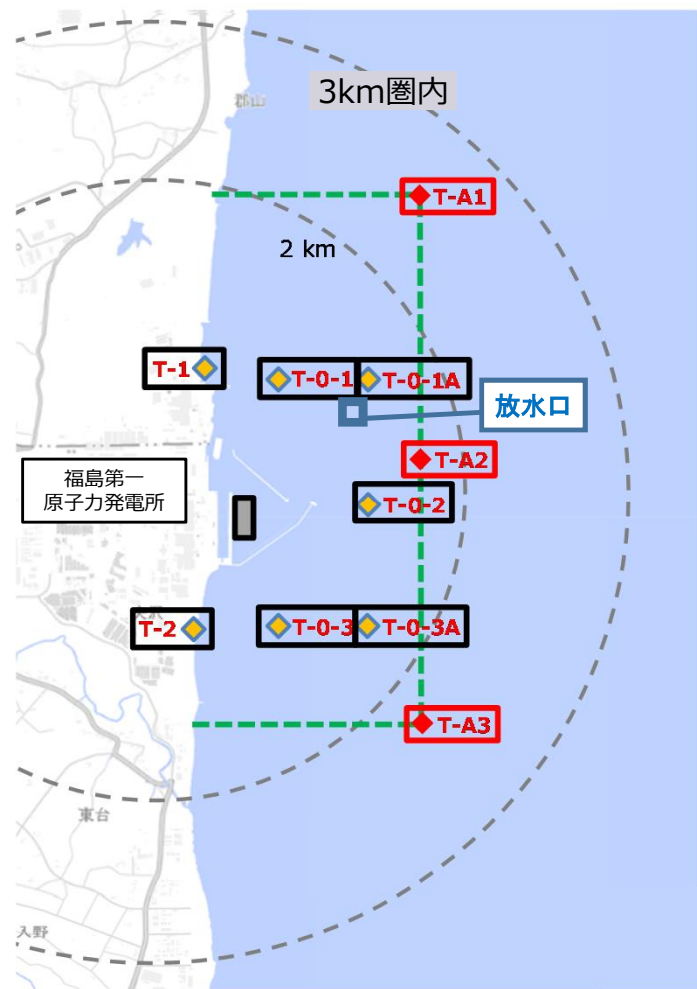 郡山
3km圏内
T-A1
2 km
T-1
T-0-1
T-0-1A
放水口
T-A2
福島第一
原子力発電所
T-0-2
T-2
T-0-3
T-0-3A
T-A3
東台
入野